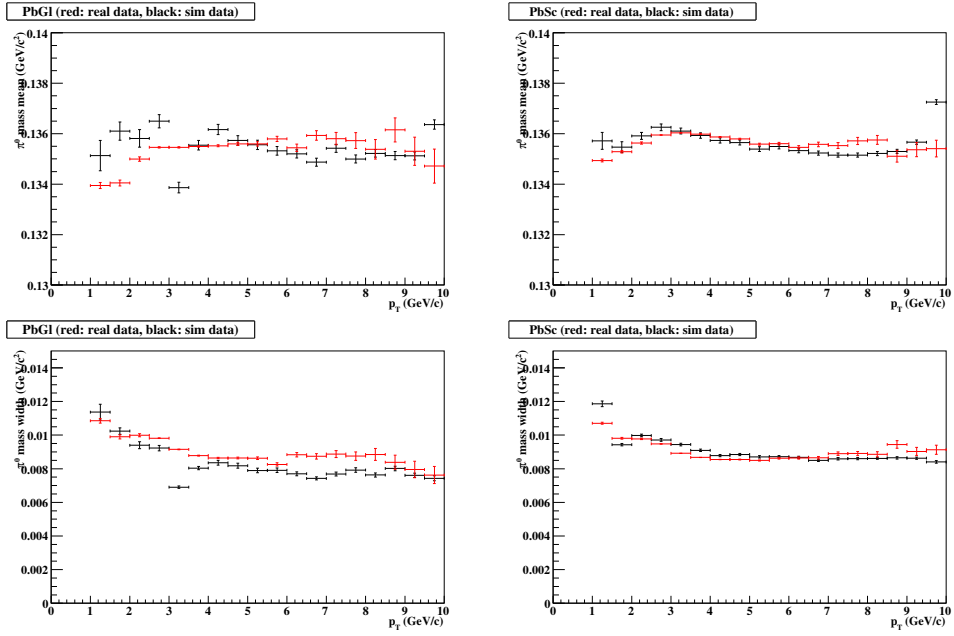 PbGl (red: real data, black: sim data)
π⁰ mass mean (GeV/c²)
0.14
0.138
0.136
0.134
0.132
0.13
0 1 2 3 4 5 6 7 8 9 10
p_T (GeV/c)
PbSc (red: real data, black: sim data)
π⁰ mass mean (GeV/c²)
0.14
0.138
0.136
0.134
0.132
0.13
0 1 2 3 4 5 6 7 8 9 10
p_T (GeV/c)
PbGl (red: real data, black: sim data)
π⁰ mass width (GeV/c²)
0.014
0.012
0.01
0.008
0.006
0.004
0.002
0
0 1 2 3 4 5 6 7 8 9 10
p_T (GeV/c)
PbSc (red: real data, black: sim data)
π⁰ mass width (GeV/c²)
0.014
0.012
0.01
0.008
0.006
0.004
0.002
0
0 1 2 3 4 5 6 7 8 9 10
p_T (GeV/c)